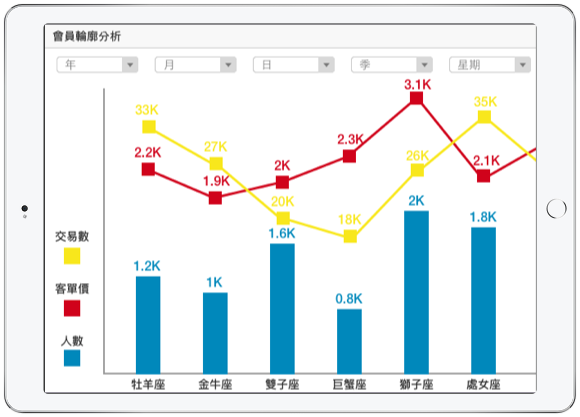 會員輪廓分析
年 月 日 季 星期
3.1K
33K 35K
27K 2.3K
2.2K 2K 26K 2.1K
1.9K
20K 18K
1.6K 2K 1.8K
交易數
1.2K
1K 0.8K
客單價
人數
牡羊座 金牛座 雙子座 巨蟹座 獅子座 處女座